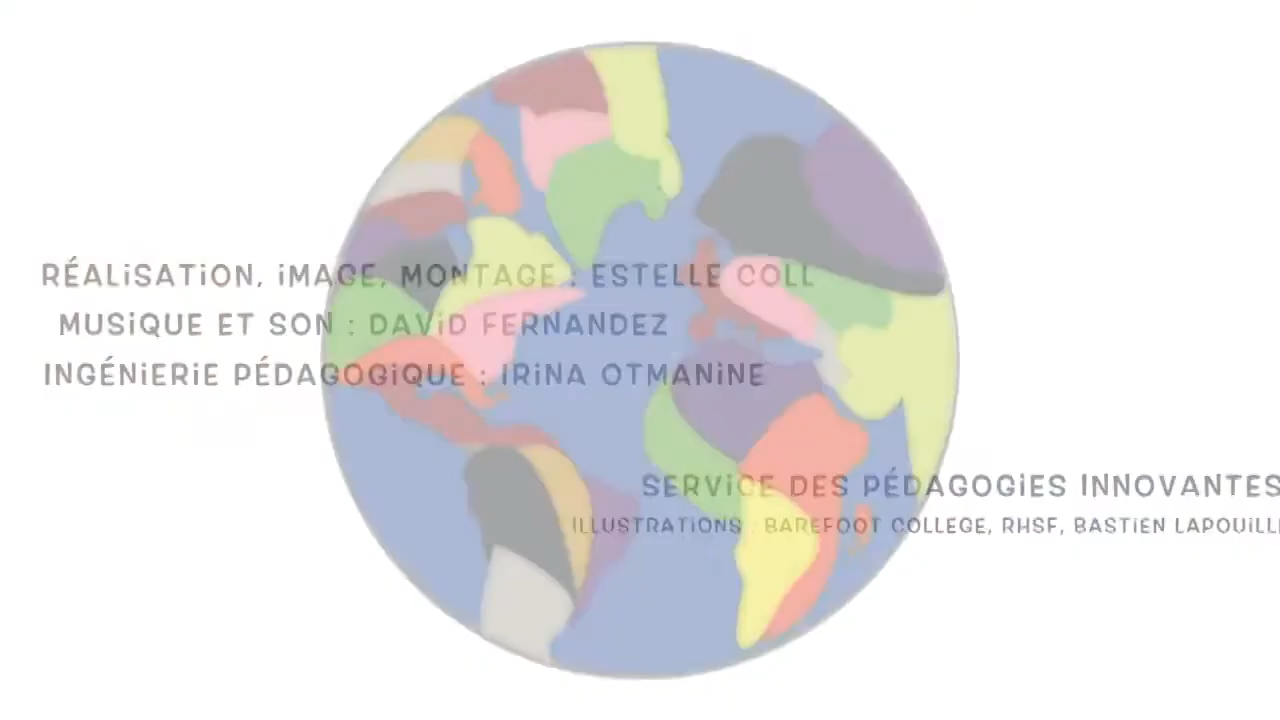 RÉALiSATiON, iMAGE, MONTAGE : ESTELLE COLL
MUSiQUE ET SON : DAViD FERNANDEZ
INGÉNiERiE PÉDAGOGiQUE : IRiNA OTMANiNE
SERViCE DES PÉDAGOGiES INNOVANTES
ILLUSTRATiONS : BAREFOOT COLLEGE, RHSF, BASTiEN